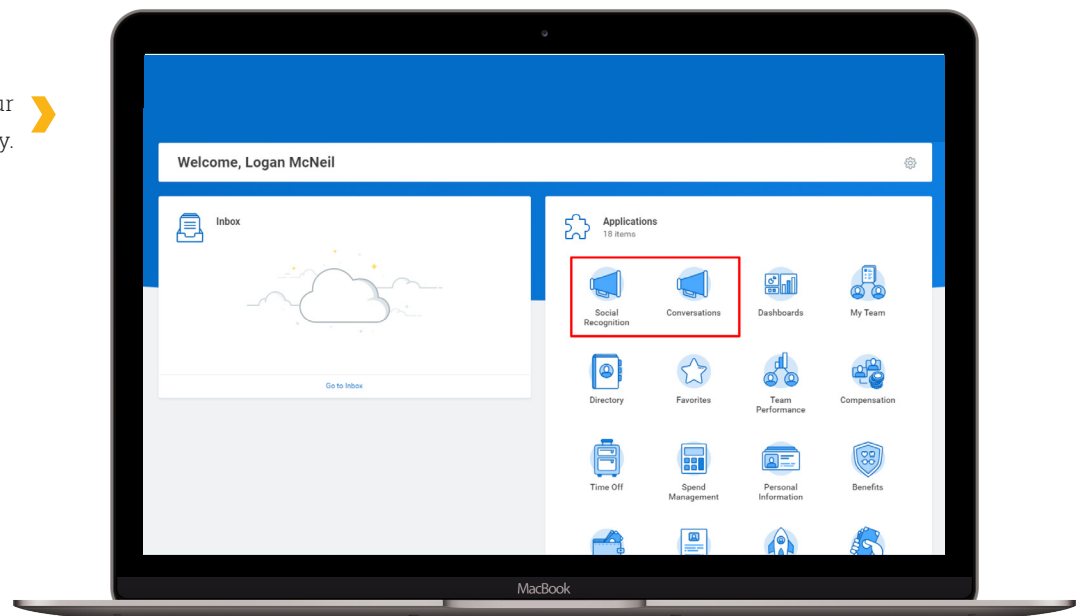 ur
y.
Welcome, Logan McNeil
Inbox
Go to Inbox
Applications
18 items
Social
Recognition
Conversations
Dashboards
My Team
Directory
Favorites
Team
Performance
Compensation
Time Off
Spend
Management
Personal
Information
Benefits
MacBook